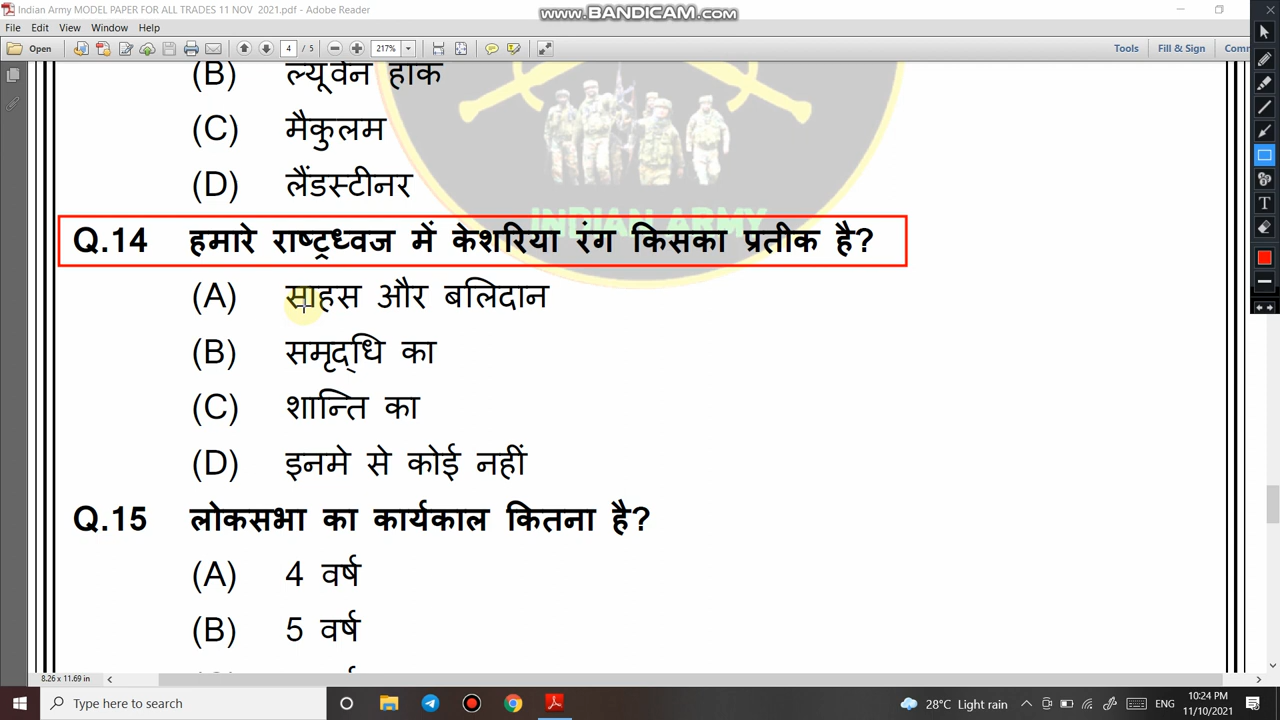 Indian Army MODEL PAPER FOR ALL TRADES 11 NOV 2021.pdf - Adobe Reader
www.BANDICAM.com
File Edit View Window Help
Open 4 / 5 217% Tools Fill & Sign
(B) ल्यूवेन हॉक
(C) मैकुलम
(D) लैंडस्टीनर
INDIAN ARMY
Q.14 हमारे राष्ट्रध्वज में केशरिया रंग किसका प्रतीक है?
(A) साहस और बलिदान
(B) समृद्धि का
(C) शान्ति का
(D) इनमे से कोई नहीं
Q.15 लोकसभा का कार्यकाल कितना है?
(A) 4 वर्ष
(B) 5 वर्ष
8.26 x 11.69 in
Type here to search
28°C Light rain ENG 10:24 PM
11/10/2021